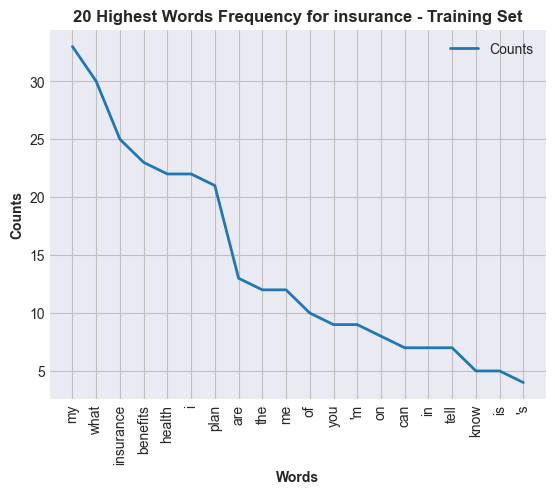 20 Highest Words Frequency for insurance - Training Set
Counts
Counts
30
25
20
15
10
5
my
what
insurance
benefits
health
i
plan
are
the
me
of
you
'm
on
can
in
tell
know
is
's
Words